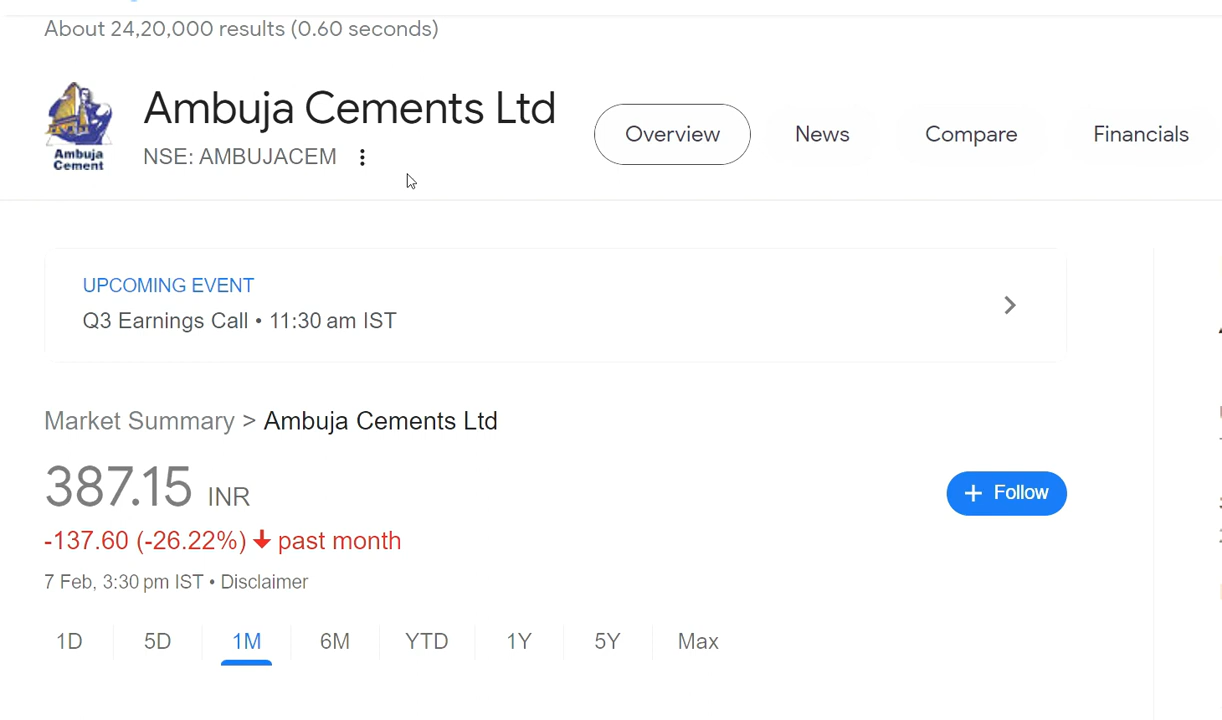 About 24,20,000 results (0.60 seconds)
Ambuja Cement
Ambuja Cements Ltd
NSE: AMBUJACEM
Overview
News
Compare
Financials
UPCOMING EVENT
Q3 Earnings Call • 11:30 am IST
Market Summary > Ambuja Cements Ltd
387.15 INR
+ Follow
-137.60 (-26.22%) ↓ past month
7 Feb, 3:30 pm IST • Disclaimer
1D 5D 1M 6M YTD 1Y 5Y Max